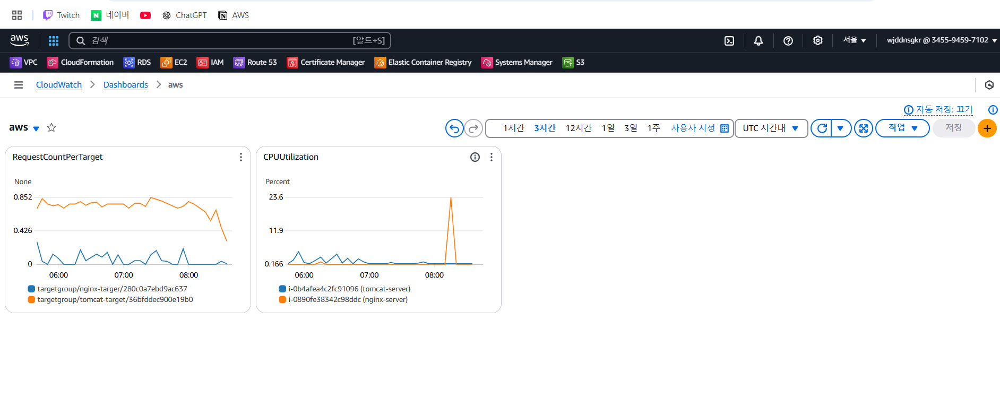 Twitch 네이버 ChatGPT AWS
aws 검색 [알트+S] 서울 wjddnsgkr @ 3455-9459-7102
VPC CloudFormation RDS EC2 IAM Route 53 Certificate Manager Elastic Container Registry Systems Manager S3
CloudWatch Dashboards aws
자동 저장: 끄기
aws 1시간 3시간 12시간 1일 3일 1주 사용자 지정 UTC 시간대 작업 저장
RequestCountPerTarget
None
0.852
0.426
0
06:00 07:00 08:00
targetgroup/nginx-targer/280c0a7ebd9ac637
targetgroup/tomcat-target/36bfddec900e19b0
CPUUtilization
Percent
23.6
11.9
0.166
06:00 07:00 08:00
i-0b4afea4c2fc91096 (tomcat-server)
i-0890fe38342c98ddc (nginx-server)